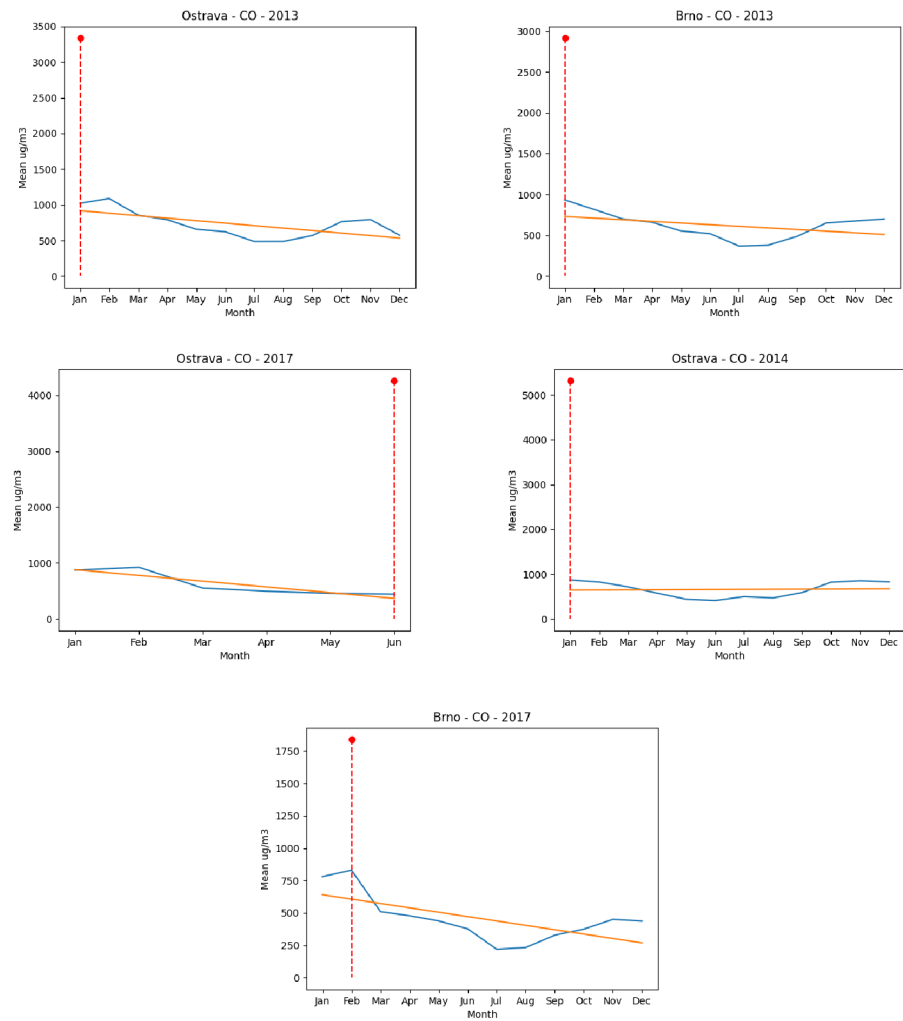 Ostrava - CO - 2013
3500
3000
2500
2000
1500
1000
500
0
Mean ug/m3
Jan Feb Mar Apr May Jun Jul Aug Sep Oct Nov Dec
Month
Brno - CO - 2013
3000
2500
2000
1500
1000
500
0
Mean ug/m3
Jan Feb Mar Apr May Jun Jul Aug Sep Oct Nov Dec
Month
Ostrava - CO - 2017
4000
3000
2000
1000
0
Mean ug/m3
Jan Feb Mar Apr May Jun
Month
Ostrava - CO - 2014
5000
4000
3000
2000
1000
0
Mean ug/m3
Jan Feb Mar Apr May Jun Jul Aug Sep Oct Nov Dec
Month
Brno - CO - 2017
1750
1500
1250
1000
750
500
250
0
Mean ug/m3
Jan Feb Mar Apr May Jun Jul Aug Sep Oct Nov Dec
Month